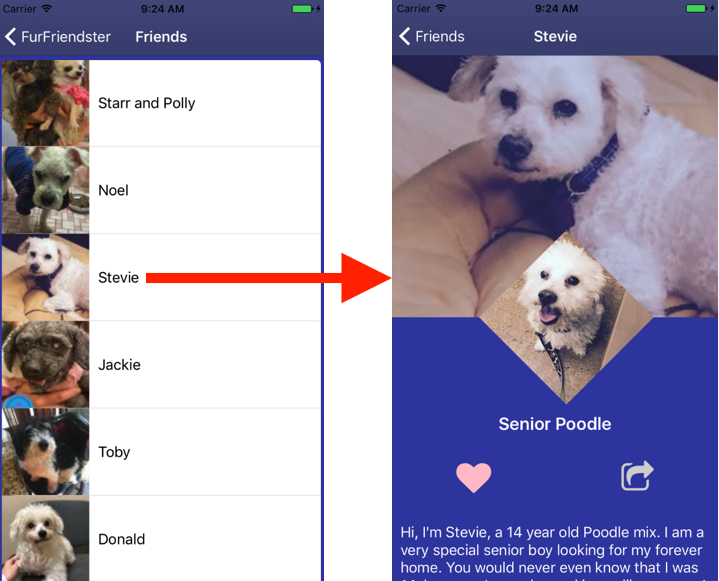 Carrier 9:24 AM
FurFriendster Friends
Starr and Polly
Noel
Stevie
Jackie
Toby
Donald
Carrier 9:24 AM
Friends Stevie
Senior Poodle
Hi, I'm Stevie, a 14 year old Poodle mix. I am a
very special senior boy looking for my forever
home. You would never even know that I was